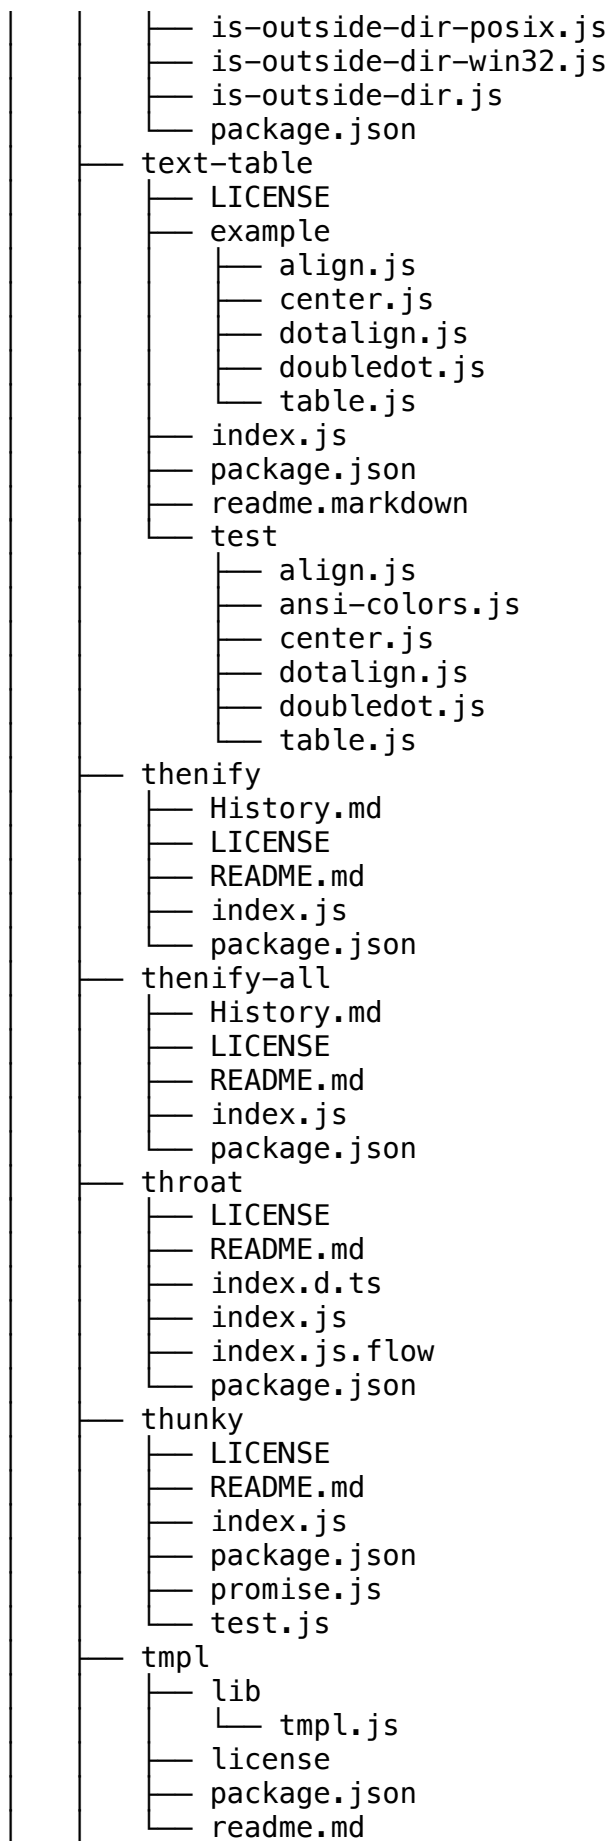 │   │   ├── is-outside-dir-posix.js
│   │   ├── is-outside-dir-win32.js
│   │   ├── is-outside-dir.js
│   │   └── package.json
│   ├── text-table
│   │   ├── LICENSE
│   │   ├── example
│   │   │   ├── align.js
│   │   │   ├── center.js
│   │   │   ├── dotalign.js
│   │   │   ├── doubledot.js
│   │   │   └── table.js
│   │   ├── index.js
│   │   ├── package.json
│   │   ├── readme.markdown
│   │   └── test
│   │       ├── align.js
│   │       ├── ansi-colors.js
│   │       ├── center.js
│   │       ├── dotalign.js
│   │       ├── doubledot.js
│   │       └── table.js
│   ├── thenify
│   │   ├── History.md
│   │   ├── LICENSE
│   │   ├── README.md
│   │   ├── index.js
│   │   └── package.json
│   ├── thenify-all
│   │   ├── History.md
│   │   ├── LICENSE
│   │   ├── README.md
│   │   ├── index.js
│   │   └── package.json
│   ├── throat
│   │   ├── LICENSE
│   │   ├── README.md
│   │   ├── index.d.ts
│   │   ├── index.js
│   │   ├── index.js.flow
│   │   └── package.json
│   ├── thunky
│   │   ├── LICENSE
│   │   ├── README.md
│   │   ├── index.js
│   │   ├── package.json
│   │   ├── promise.js
│   │   └── test.js
│   ├── tmpl
│   │   ├── lib
│   │   │   └── tmpl.js
│   │   ├── license
│   │   ├── package.json
│   │   └── readme.md